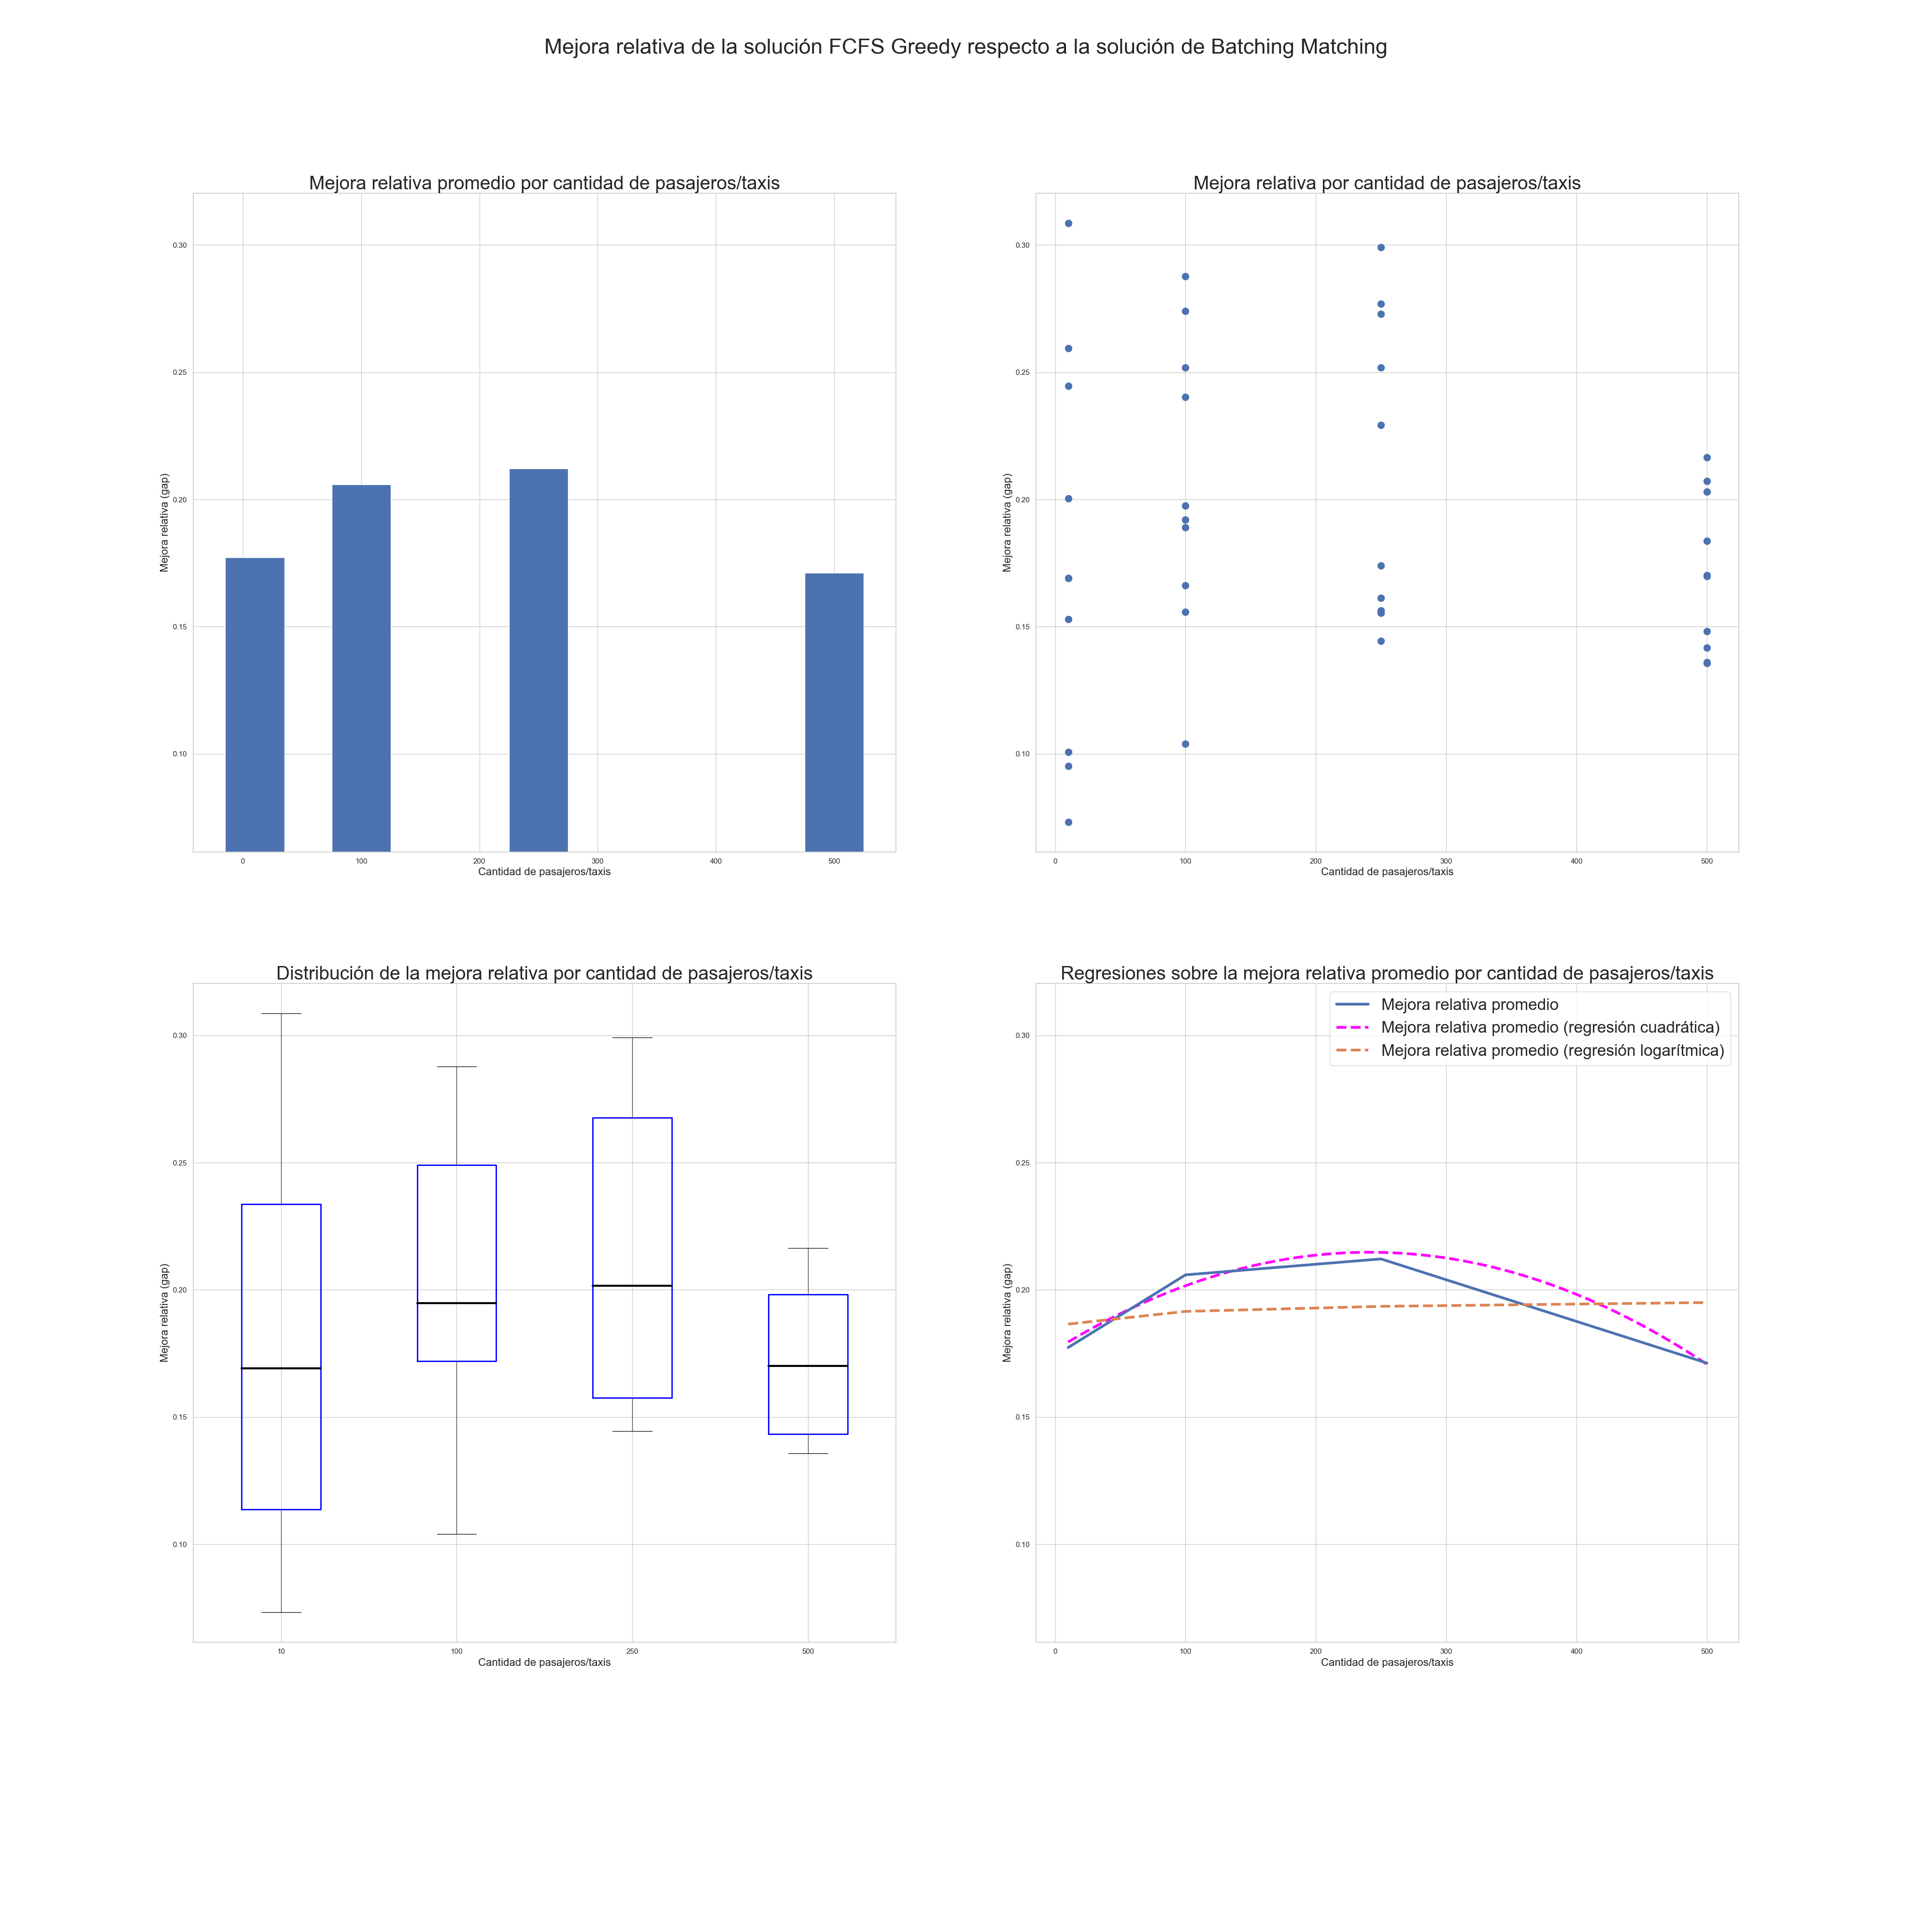 Mejora relativa de la solución FCFS Greedy respecto a la solución de Batching Matching
Mejora relativa promedio por cantidad de pasajeros/taxis
Mejora relativa (gap)
0.30
0.25
0.20
0.15
0.10
0 100 200 300 400 500
Cantidad de pasajeros/taxis
Mejora relativa por cantidad de pasajeros/taxis
Mejora relativa (gap)
0.30
0.25
0.20
0.15
0.10
0 100 200 300 400 500
Cantidad de pasajeros/taxis
Distribución de la mejora relativa por cantidad de pasajeros/taxis
Mejora relativa (gap)
0.30
0.25
0.20
0.15
0.10
10 100 250 500
Cantidad de pasajeros/taxis
Regresiones sobre la mejora relativa promedio por cantidad de pasajeros/taxis
Mejora relativa promedio
Mejora relativa promedio (regresión cuadrática)
Mejora relativa promedio (regresión logarítmica)
Mejora relativa (gap)
0.30
0.25
0.20
0.15
0.10
0 100 200 300 400 500
Cantidad de pasajeros/taxis